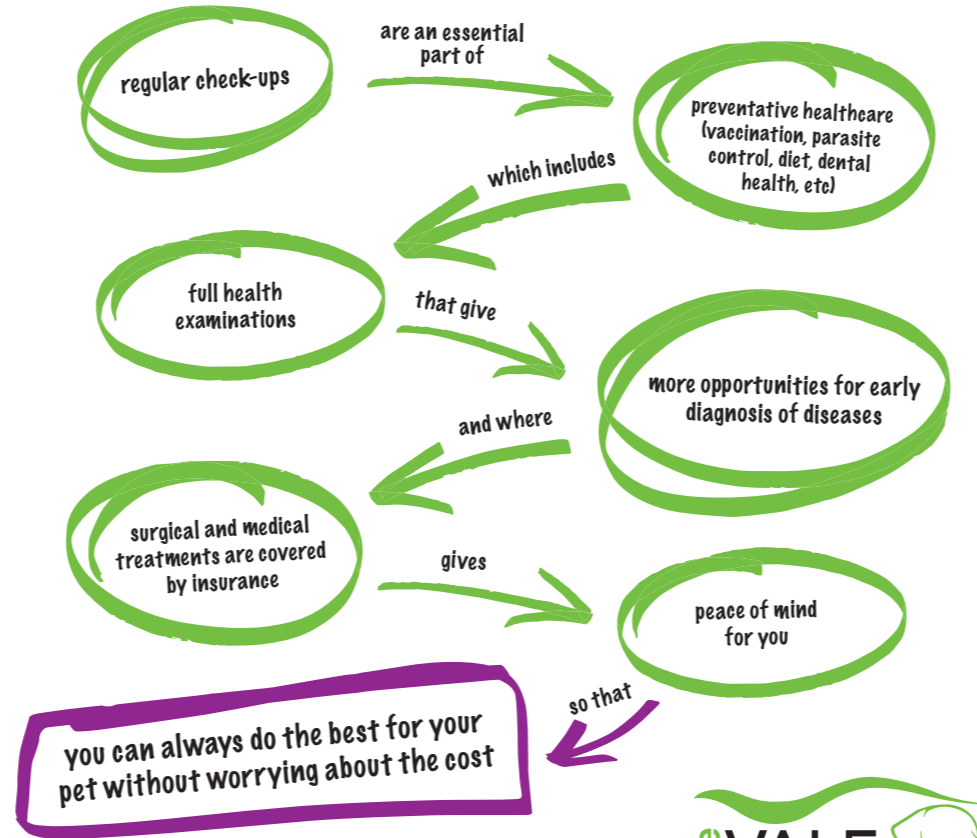 regular check-ups
are an essential
part of
preventative healthcare
(vaccination, parasite
control, diet, dental
health, etc)
which includes
full health
examinations
that give
more opportunities for early
diagnosis of diseases
and where
surgical and medical
treatments are covered
by insurance
gives
peace of mind
for you
so that
you can always do the best for your
pet without worrying about the cost